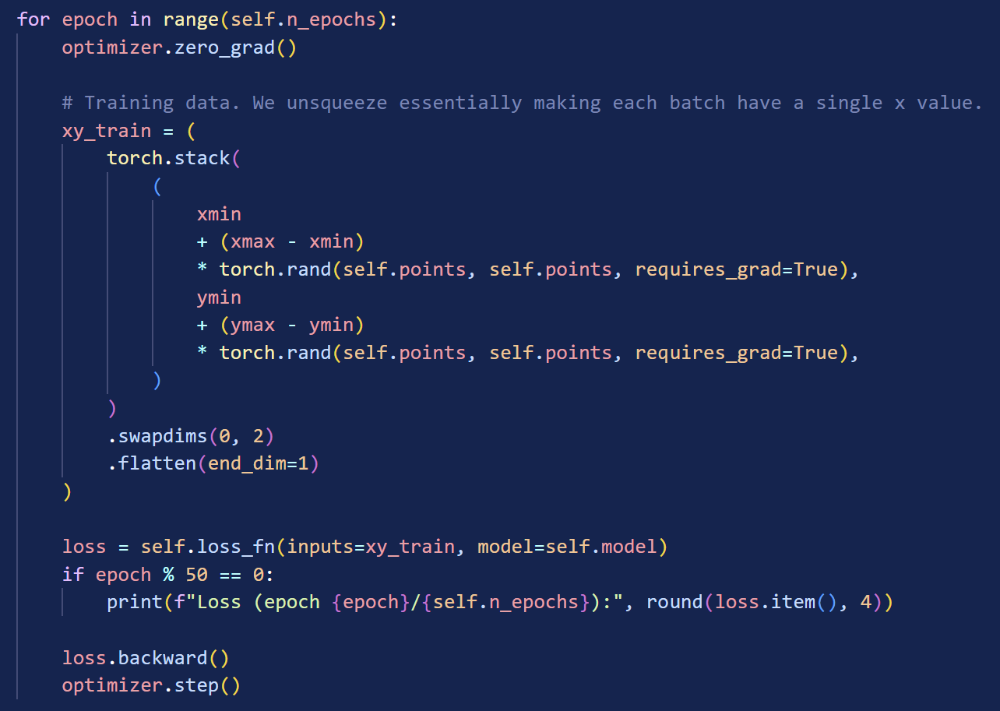 for epoch in range(self.n_epochs):
    optimizer.zero_grad()

    # Training data. We unsqueeze essentially making each batch have a single x value.
    xy_train = (
        torch.stack(
            (
                xmin
                + (xmax - xmin)
                * torch.rand(self.points, self.points, requires_grad=True),
                ymin
                + (ymax - ymin)
                * torch.rand(self.points, self.points, requires_grad=True),
            )
        )
        .swapdims(0, 2)
        .flatten(end_dim=1)
    )

    loss = self.loss_fn(inputs=xy_train, model=self.model)
    if epoch % 50 == 0:
        print(f"Loss (epoch {epoch}/{self.n_epochs}):", round(loss.item(), 4))

    loss.backward()
    optimizer.step()